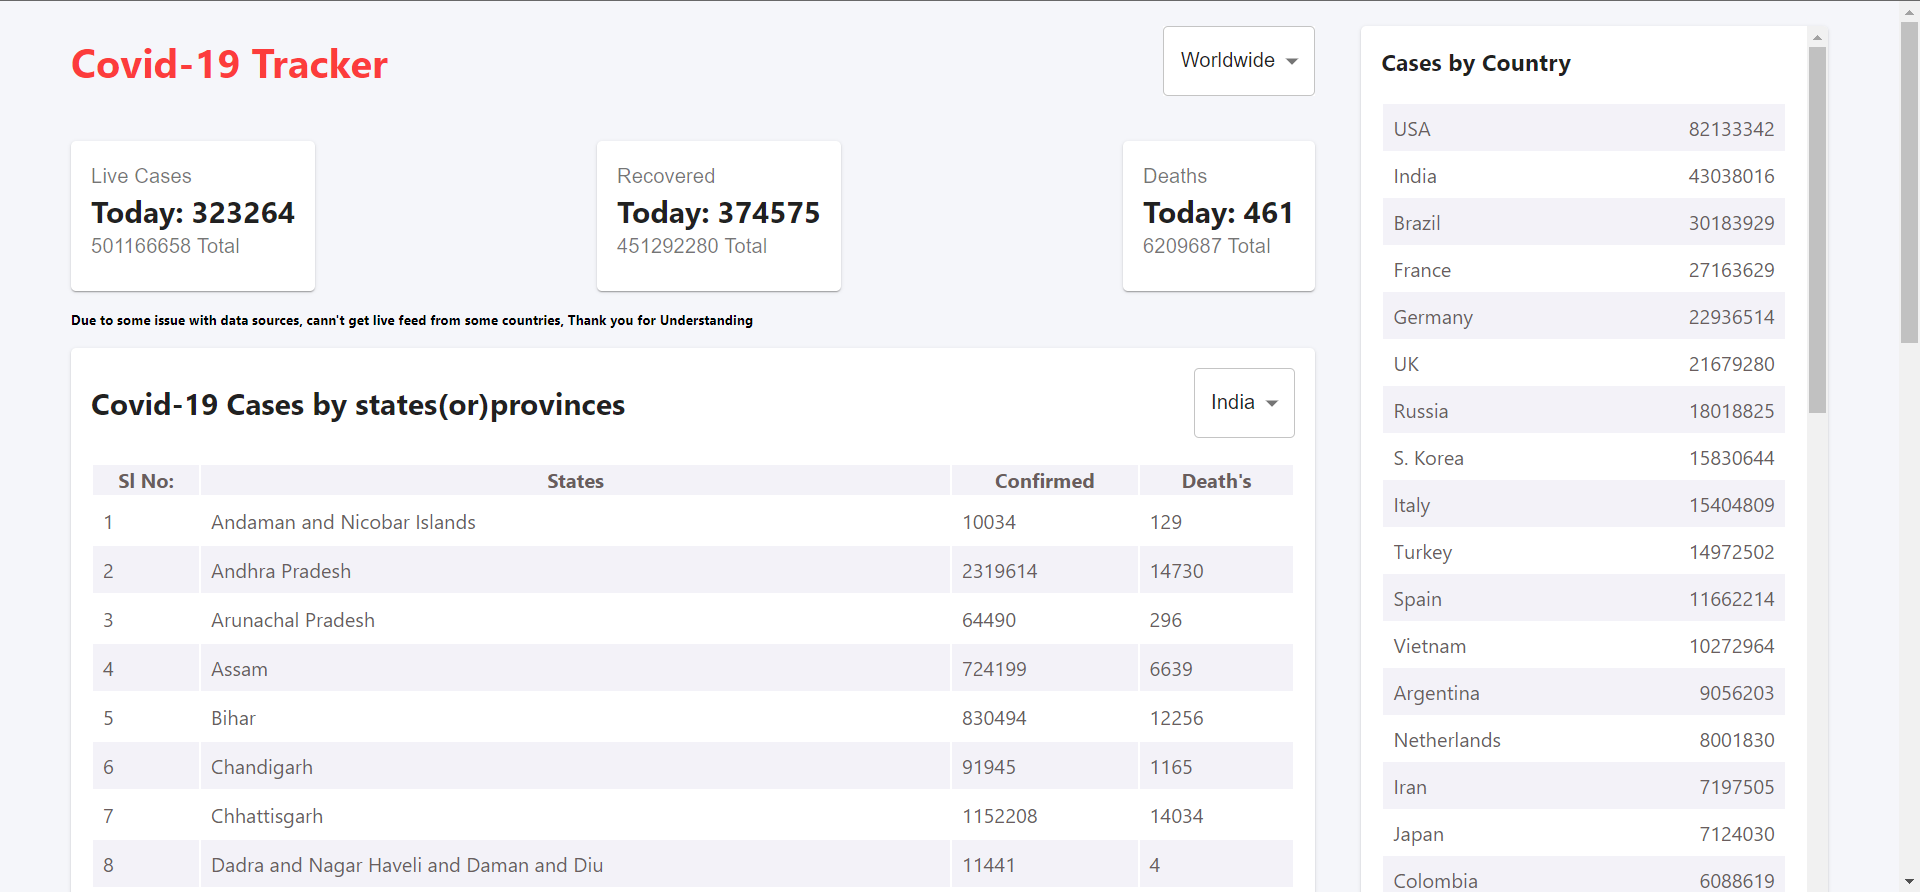 Covid-19 Tracker
Worldwide
Live Cases
Today: 323264
501166658 Total
Recovered
Today: 374575
451292280 Total
Deaths
Today: 461
6209687 Total
Due to some issue with data sources, cann't get live feed from some countries, Thank you for Understanding
Covid-19 Cases by states(or)provinces
India
Sl No: States Confirmed Death's
1 Andaman and Nicobar Islands 10034 129
2 Andhra Pradesh 2319614 14730
3 Arunachal Pradesh 64490 296
4 Assam 724199 6639
5 Bihar 830494 12256
6 Chandigarh 91945 1165
7 Chhattisgarh 1152208 14034
8 Dadra and Nagar Haveli and Daman and Diu 11441 4
Cases by Country
USA 82133342
India 43038016
Brazil 30183929
France 27163629
Germany 22936514
UK 21679280
Russia 18018825
S. Korea 15830644
Italy 15404809
Turkey 14972502
Spain 11662214
Vietnam 10272964
Argentina 9056203
Netherlands 8001830
Iran 7197505
Japan 7124030
Colombia 6088619